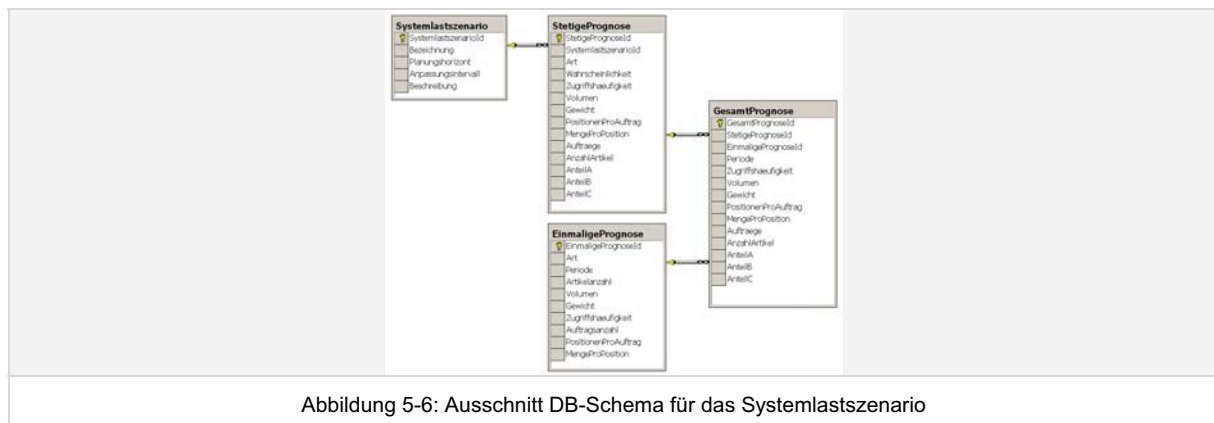 Systemlastszenario
SystemlastszenarioId
Bezeichnung
Planungshorizont
Anpassungsintervall
Beschreibung
StetigePrognose
StetigePrognoseId
SystemlastszenarioId
Art
Wahrscheinlichkeit
Zugriffshaeufigkeit
Volumen
Gewicht
PositionenProAuftrag
MengeProPosition
Auftraege
AnzahlArtikel
AnteilA
AnteilB
AnteilC
GesamtPrognose
GesamtPrognoseId
StetigePrognoseId
EinmaligePrognoseId
Periode
Zugriffshaeufigkeit
Volumen
Gewicht
PositionenProAuftrag
MengeProPosition
Auftraege
AnzahlArtikel
AnteilA
AnteilB
AnteilC
EinmaligePrognose
EinmaligePrognoseId
Art
Periode
Artikelanzahl
Volumen
Gewicht
Zugriffshaeufigkeit
Auftragsanzahl
PositionenProAuftrag
MengeProPosition
Abbildung 5-6: Ausschnitt DB-Schema für das Systemlastszenario